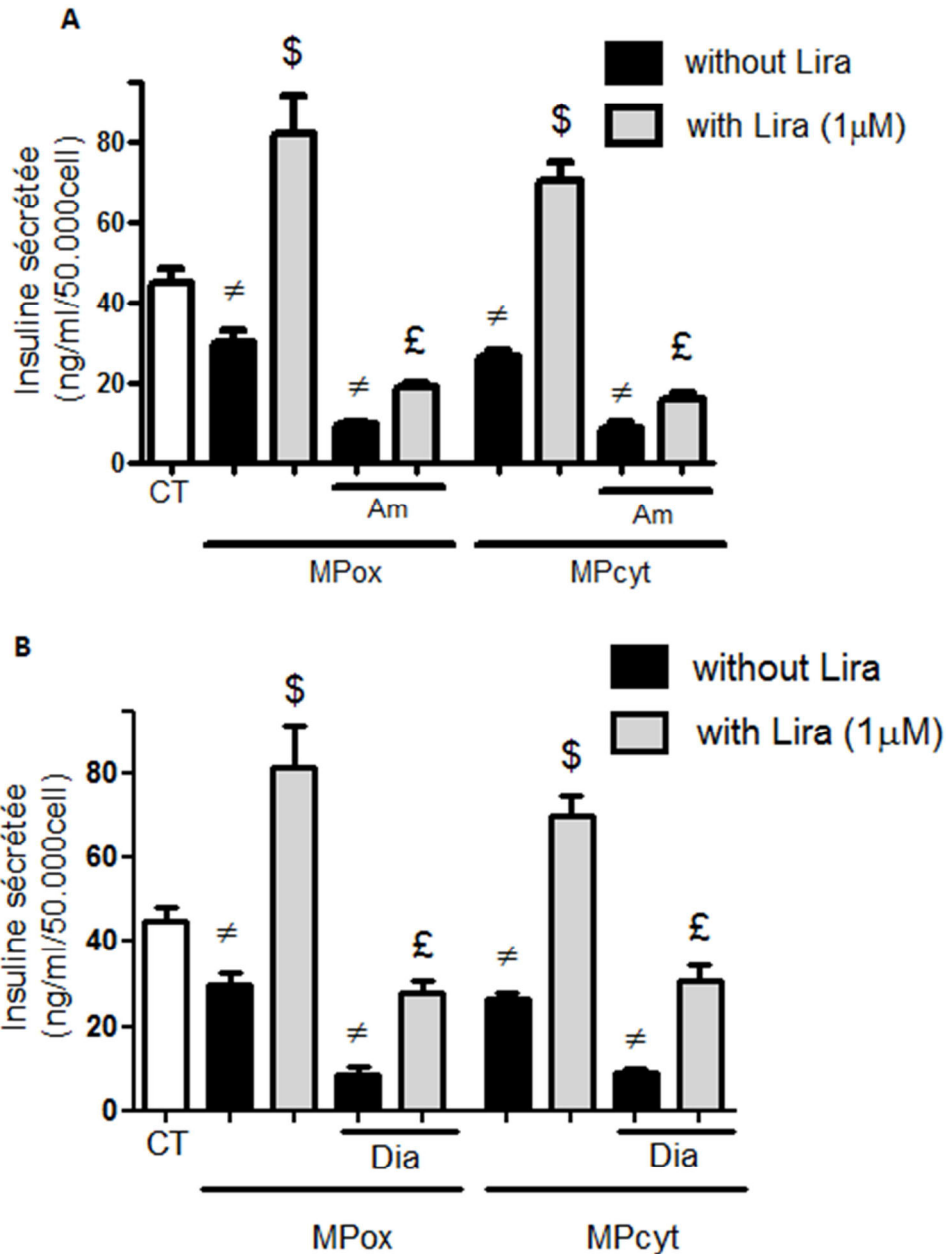 A
without Lira
with Lira (1μM)
Insuline sécrétée
(ng/ml/50.000cell)
80
60
40
20
0
$
$
≠
≠
≠
£
≠
£
CT
Am
Am
MPox
MPcyt
B
without Lira
with Lira (1μM)
Insuline sécrétée
(ng/ml/50.000cell)
80
60
40
20
0
$
$
≠
≠
£
≠
≠
£
CT
Dia
Dia
MPox
MPcyt